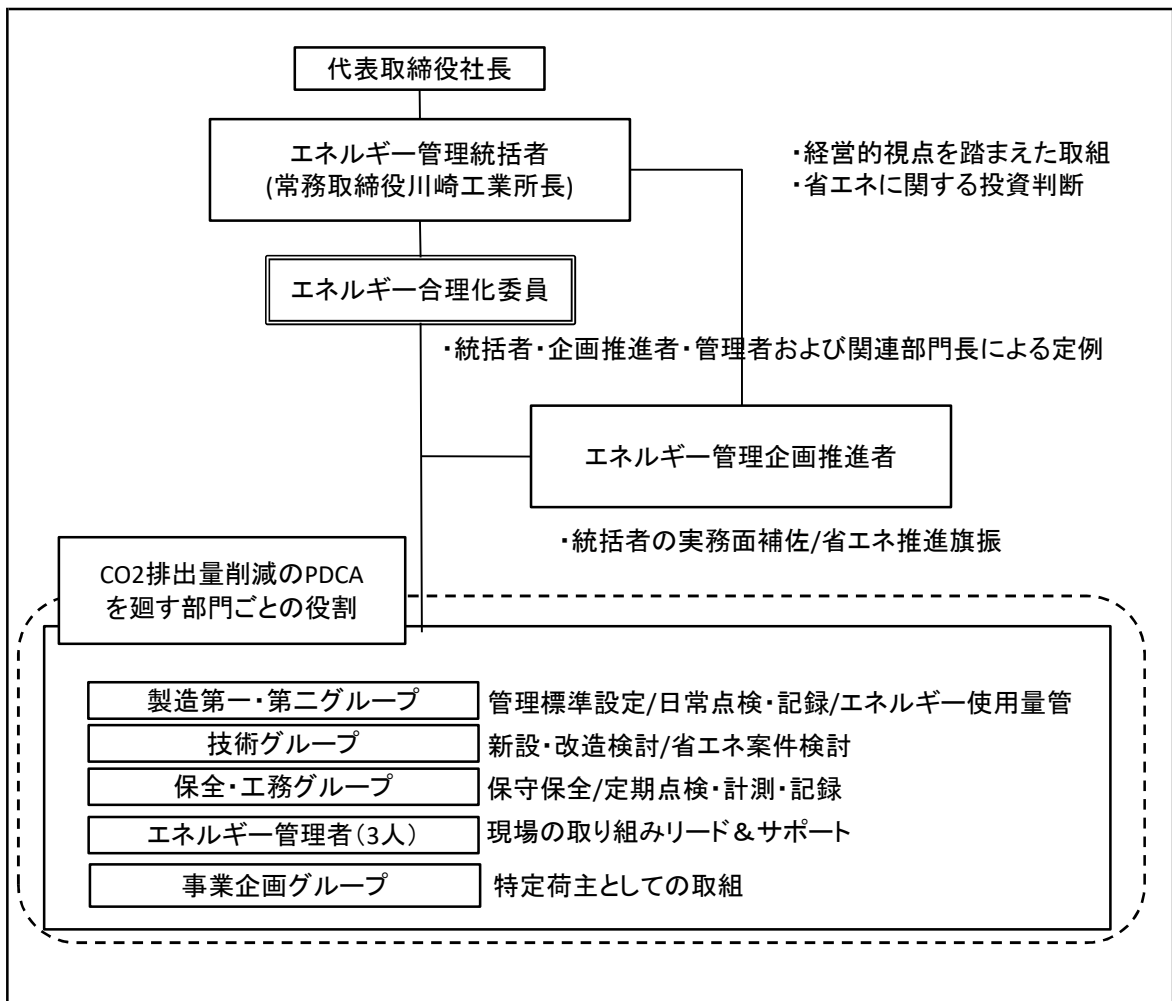 代表取締役社長
エネルギー管理統括者
(常務取締役川崎工業所長)
・経営的視点を踏まえた取組
・省エネに関する投資判断
エネルギー合理化委員
・統括者・企画推進者・管理者および関連部門長による定例
エネルギー管理企画推進者
・統括者の実務面補佐/省エネ推進旗振
CO2排出量削減のPDCA
を廻す部門ごとの役割
製造第一・第二グループ 管理標準設定/日常点検・記録/エネルギー使用量管
技術グループ 新設・改造検討/省エネ案件検討
保全・工務グループ 保守保全/定期点検・計測・記録
エネルギー管理者(3人) 現場の取り組みリード&サポート
事業企画グループ 特定荷主としての取組